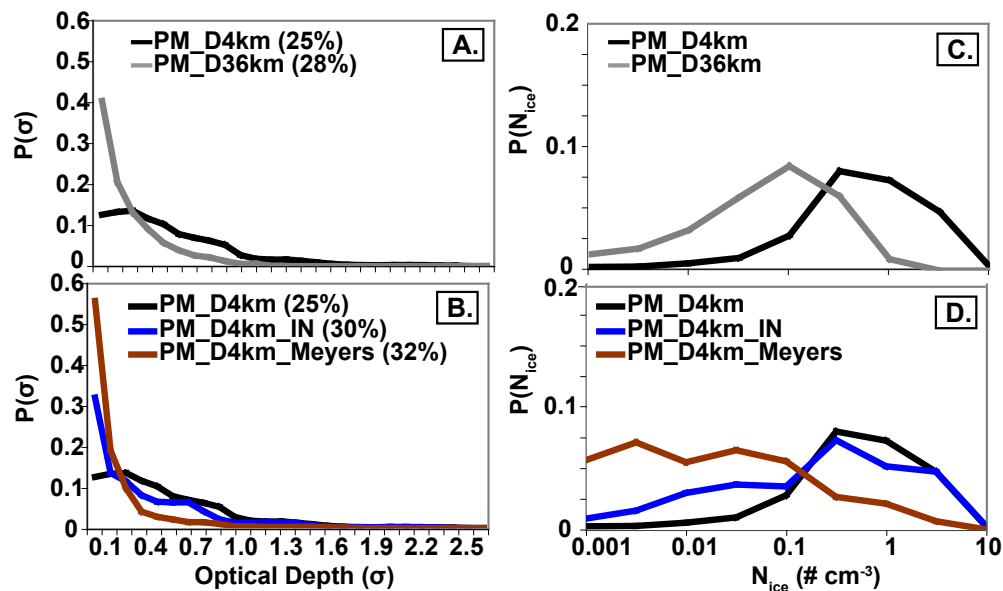 A.
PM_D4km (25%)
PM_D36km (28%)
P(σ)
0.6
0.5
0.4
0.3
0.2
0.1
0
C.
PM_D4km
PM_D36km
P(N_ice)
0.2
0.1
0
B.
PM_D4km (25%)
PM_D4km_IN (30%)
PM_D4km_Meyers (32%)
P(σ)
0.6
0.5
0.4
0.3
0.2
0.1
0
0.1 0.4 0.7 1.0 1.3 1.6 1.9 2.2 2.5
Optical Depth (σ)
D.
PM_D4km
PM_D4km_IN
PM_D4km_Meyers
P(N_ice)
0.2
0.1
0
0.001 0.01 0.1 1 10
N_ice (# cm⁻³)